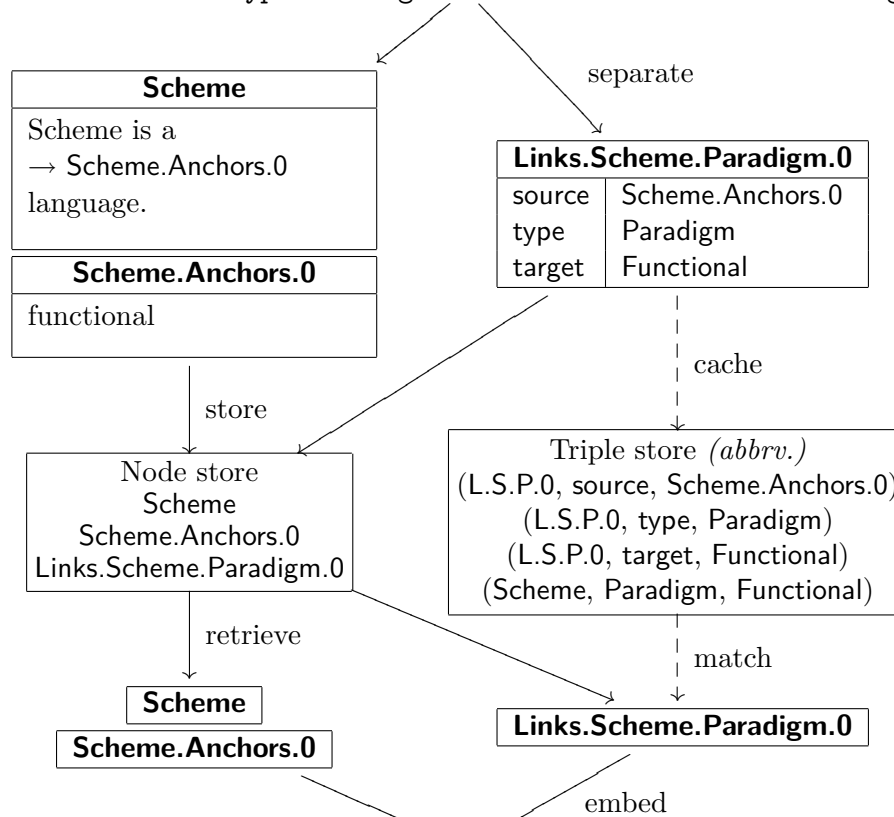 separate
Scheme
Scheme is a
→ Scheme.Anchors.0
language.
Links.Scheme.Paradigm.0
source Scheme.Anchors.0
type Paradigm
target Functional
Scheme.Anchors.0
functional
cache
store
Node store
Scheme
Scheme.Anchors.0
Links.Scheme.Paradigm.0
Triple store (abbrv.)
(L.S.P.0, source, Scheme.Anchors.0)
(L.S.P.0, type, Paradigm)
(L.S.P.0, target, Functional)
(Scheme, Paradigm, Functional)
retrieve
match
Scheme
Scheme.Anchors.0
Links.Scheme.Paradigm.0
embed